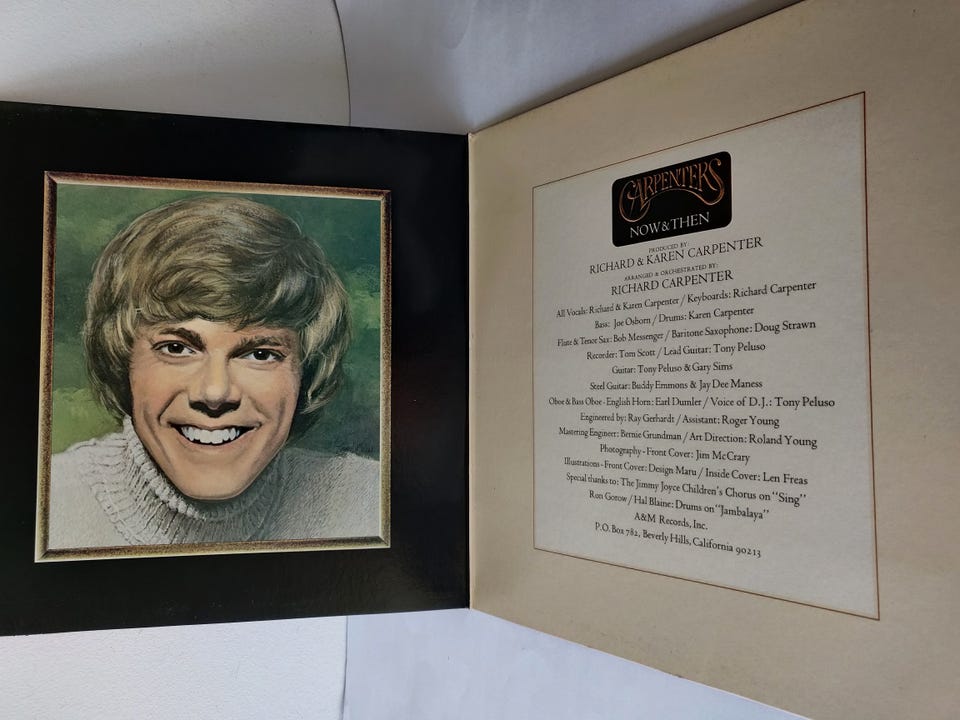 CARPENTERS
NOW & THEN
PRODUCED BY:
RICHARD & KAREN CARPENTER
ARRANGED & ORCHESTRATED BY:
RICHARD CARPENTER
All Vocals: Richard & Karen Carpenter / Keyboards: Richard Carpenter
Bass: Joe Osborn / Drums: Karen Carpenter
Flute & Tenor Sax: Bob Messenger / Baritone Saxophone: Doug Strawn
Recorder: Tom Scott / Lead Guitar: Tony Peluso
Guitar: Tony Peluso & Gary Sims
Steel Guitar: Buddy Emmons & Jay Dee Maness
Oboe & Bass Oboe - English Horn: Earl Dumler / Voice of D.J.: Tony Peluso
Engineered by: Ray Gerhardt / Assistant: Roger Young
Mastering Engineer: Bernie Grundman / Art Direction: Roland Young
Photography - Front Cover: Jim McCrary
Illustrations - Front Cover: Design Maru / Inside Cover: Len Freas
Special thanks to: The Jimmy Joyce Children's Chorus on "Sing"
Ron Gorow / Hal Blaine: Drums on "Jambalaya"
A&M Records, Inc.
P.O. Box 782, Beverly Hills, California 90213